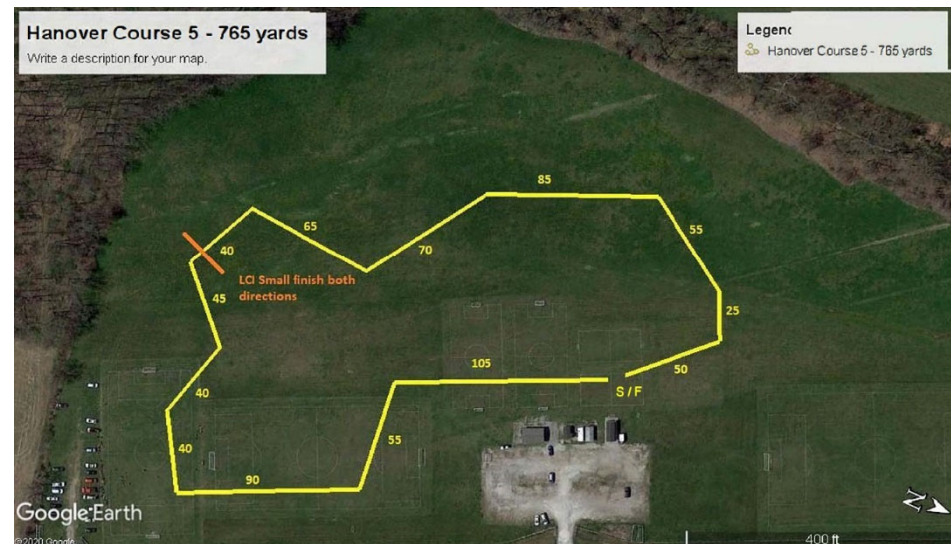 Hanover Course 5 - 765 yards
Write a description for your map.
Legend
Hanover Course 5 - 765 yards
85
65
55
40
70
LCI Small finish both
directions
45
25
105
50
S / F
40
55
40
90
Google Earth
©2020 Google
400 ft
N